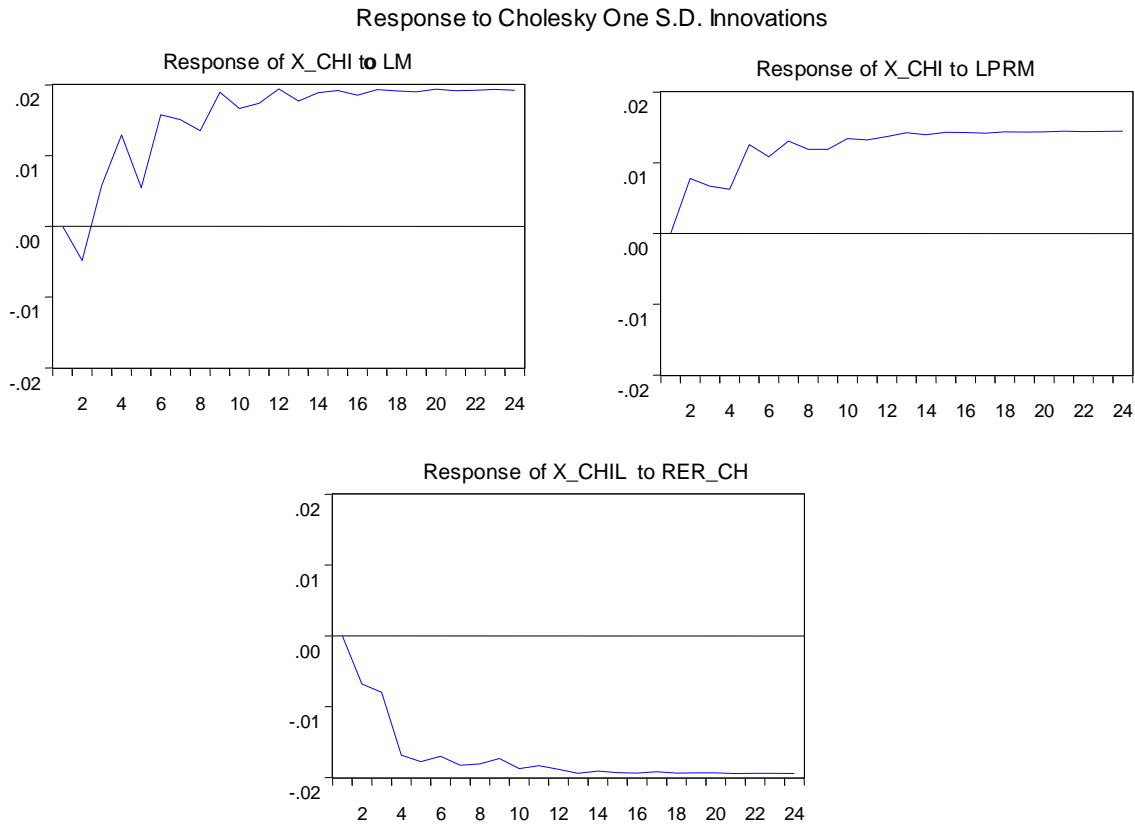 Response to Cholesky One S.D. Innovations
Response of X_CHI to LM
.02
.01
.00
-.01
-.02
2 4 6 8 10 12 14 16 18 20 22 24
Response of X_CHI to LPRM
.02
.01
.00
-.01
-.02
2 4 6 8 10 12 14 16 18 20 22 24
Response of X_CHIL to RER_CH
.02
.01
.00
-.01
-.02
2 4 6 8 10 12 14 16 18 20 22 24